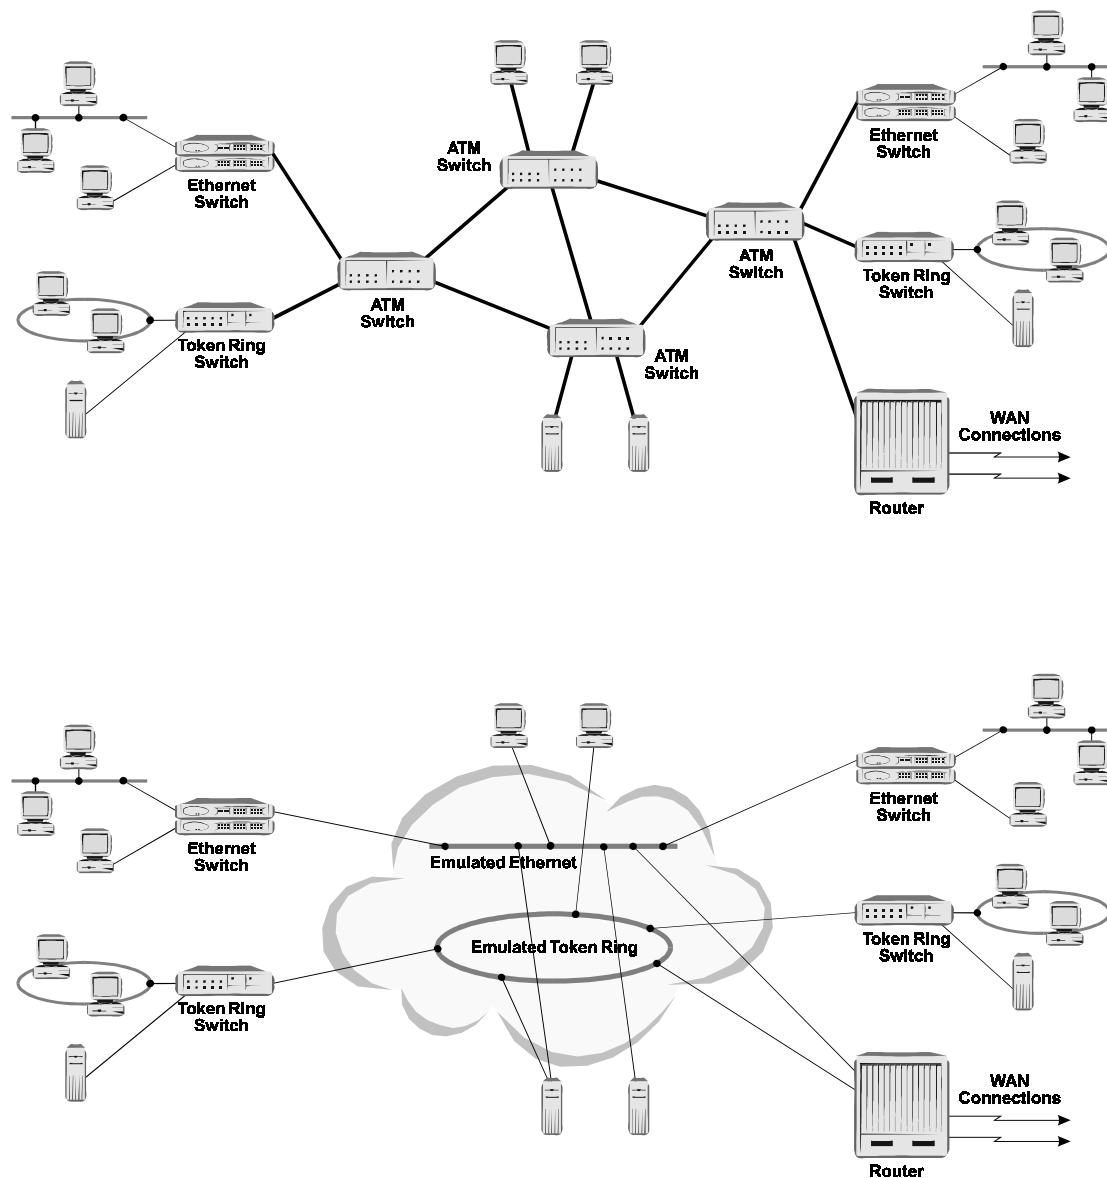 Ethernet
Switch
Token Ring
Switch
ATM
Switch
ATM
Switch
ATM
Switch
ATM
Switch
Ethernet
Switch
Token Ring
Switch
WAN
Connections
Router
Ethernet
Switch
Token Ring
Switch
Emulated Ethernet
Emulated Token Ring
Ethernet
Switch
Token Ring
Switch
WAN
Connections
Router